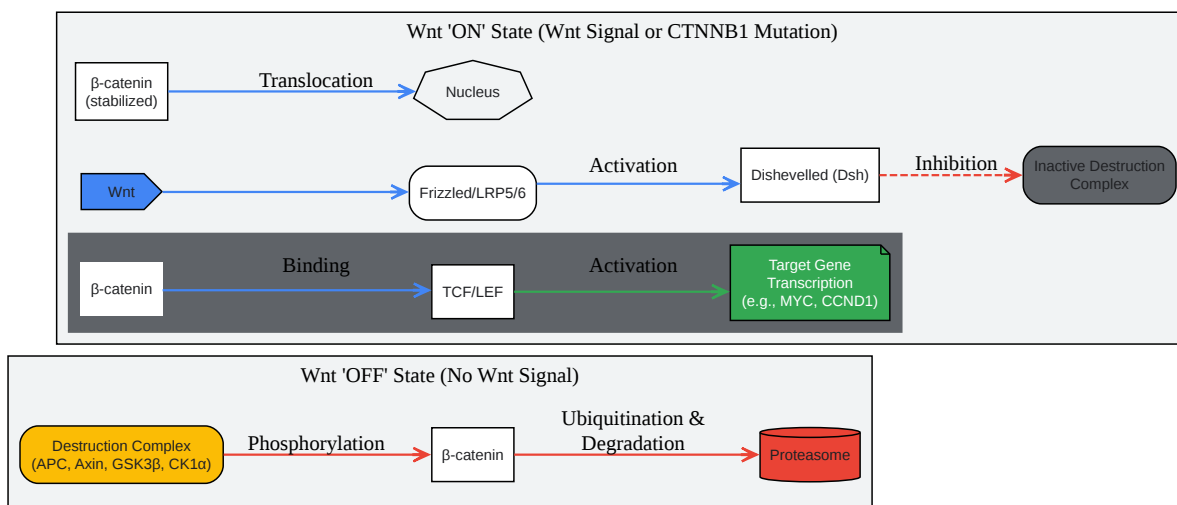 Wnt 'ON' State (Wnt Signal or CTNNB1 Mutation)
β-catenin
(stabilized)
Translocation
Nucleus
Wnt
Frizzled/LRP5/6
Activation
Dishevelled (Dsh)
Inhibition
Inactive Destruction
Complex
β-catenin
Binding
TCF/LEF
Activation
Target Gene
Transcription
(e.g., MYC, CCND1)
Wnt 'OFF' State (No Wnt Signal)
Destruction Complex
(APC, Axin, GSK3β, CK1α)
Phosphorylation
β-catenin
Ubiquitination &
Degradation
Proteasome